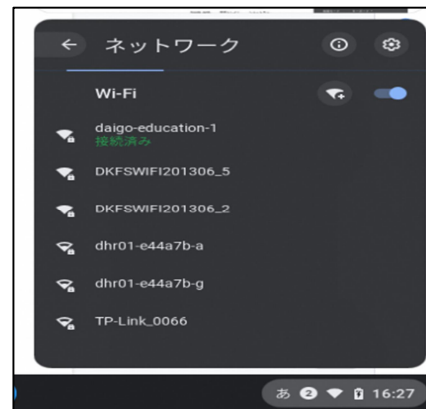 ネットワーク
Wi-Fi
daigo-education-1
接続済み
DKFSWIFI201306_5
DKFSWIFI201306_2
dhr01-e44a7b-a
dhr01-e44a7b-g
TP-Link_0066
あ 2 16:27